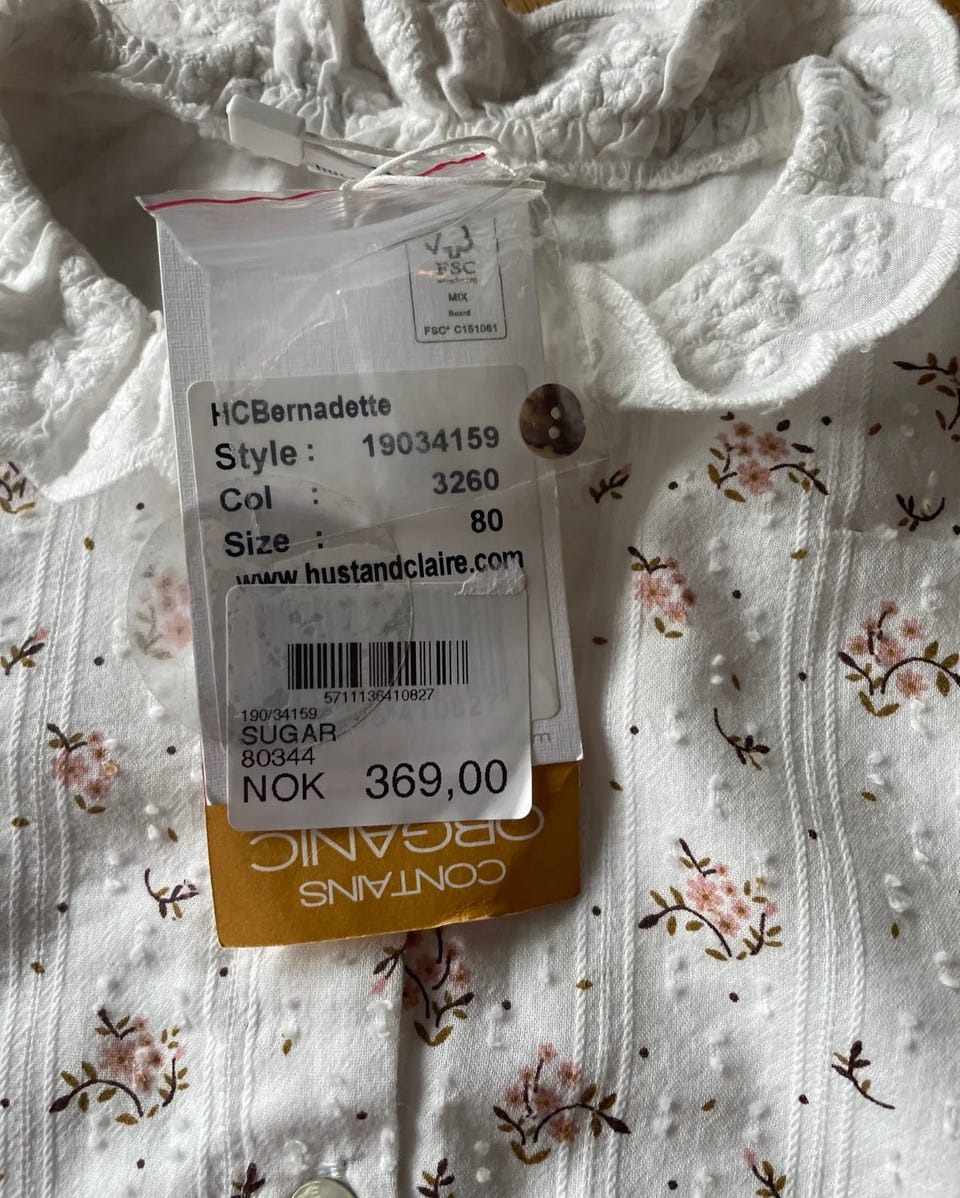 FSC
MIX
Board
FSC® C151081
HCBernadette
Style : 19034159
Col : 3260
Size : 80
www.hustandclaire.com
5711136410827
190/34159
SUGAR
80344
NOK 369,00
CONTAINS
ORGANIC